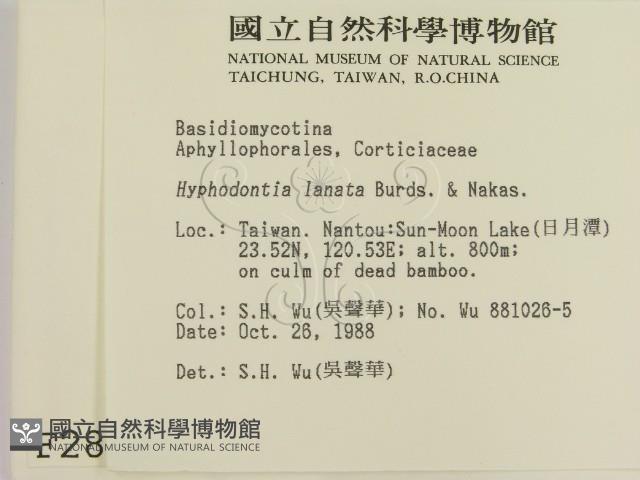 國立自然科學博物館
NATIONAL MUSEUM OF NATURAL SCIENCE
TAICHUNG, TAIWAN, R.O.CHINA
Basidiomycotina
Aphyllophorales, Corticiaceae
Hyphodontia lanata Burds. & Nakas.
Loc.: Taiwan. Nantou:Sun-Moon Lake(日月潭)
23.52N, 120.53E; alt. 800m;
on culm of dead bamboo.
Col.: S.H. Wu(吳聲華); No. Wu 881026-5
Date: Oct. 26, 1988
Det.: S.H. Wu(吳聲華)
國立自然科學博物館
NATIONAL MUSEUM OF NATURAL SCIENCE
F28